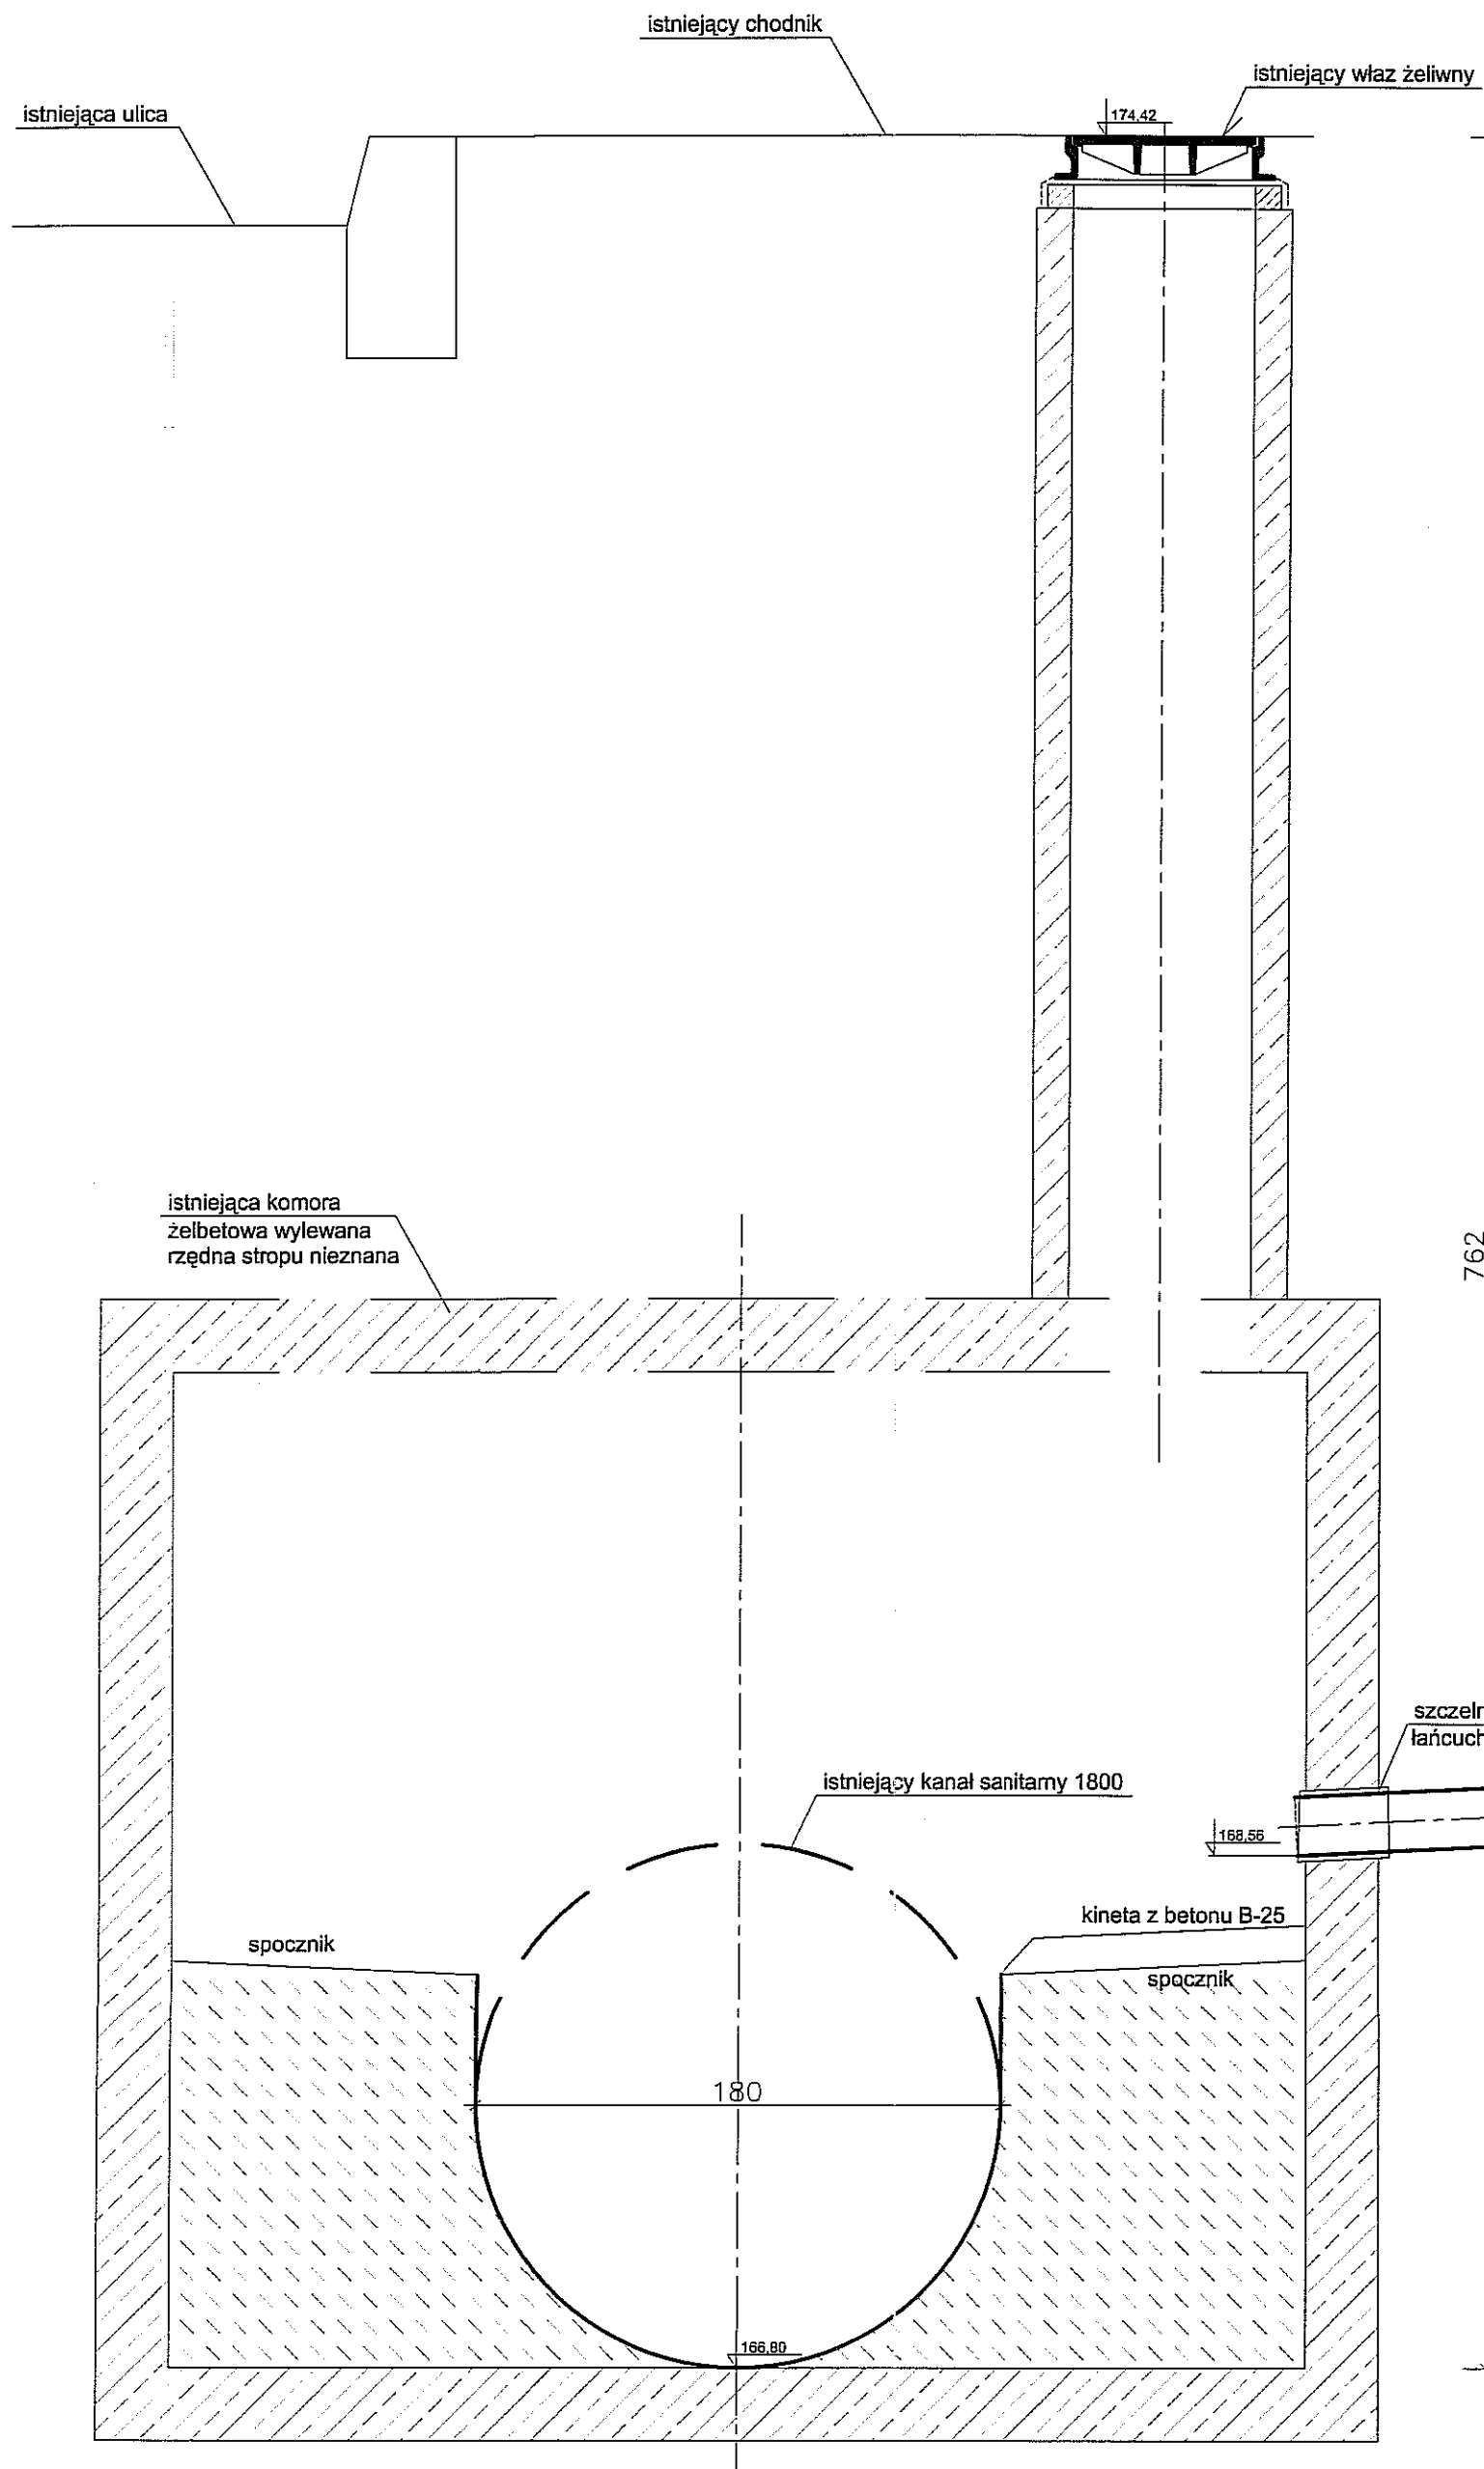 istniejący chodnik
istniejący właz żeliwny
istniejąca ulica
174,42
istniejąca komora
żelbetowa wylewana
rzędna stropu nieznana
762
łańcuch
istniejący kanał sanitarny 1800
168,56
kineta z betonu B-25
spocznik
spocznik
180
166,80